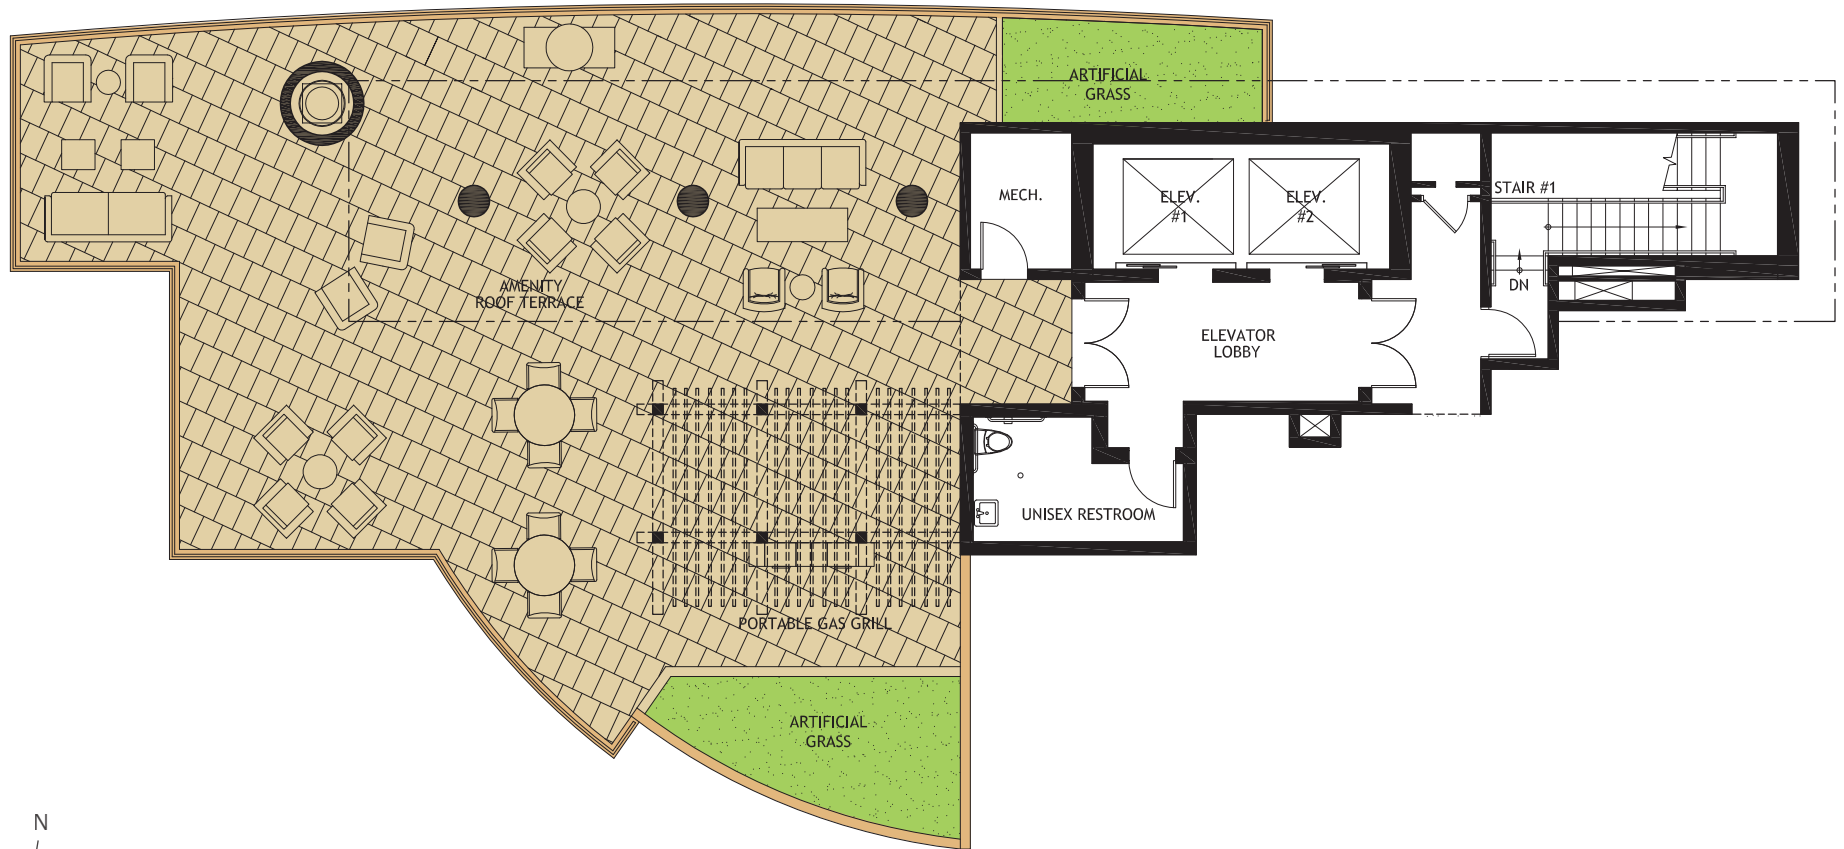 ARTIFICIAL
GRASS
MECH.
ELEV.
#1
ELEV.
#2
STAIR #1
AMENITY
ROOF TERRACE
DN
ELEVATOR
LOBBY
UNISEX RESTROOM
PORTABLE GAS GRILL
ARTIFICIAL
GRASS
N